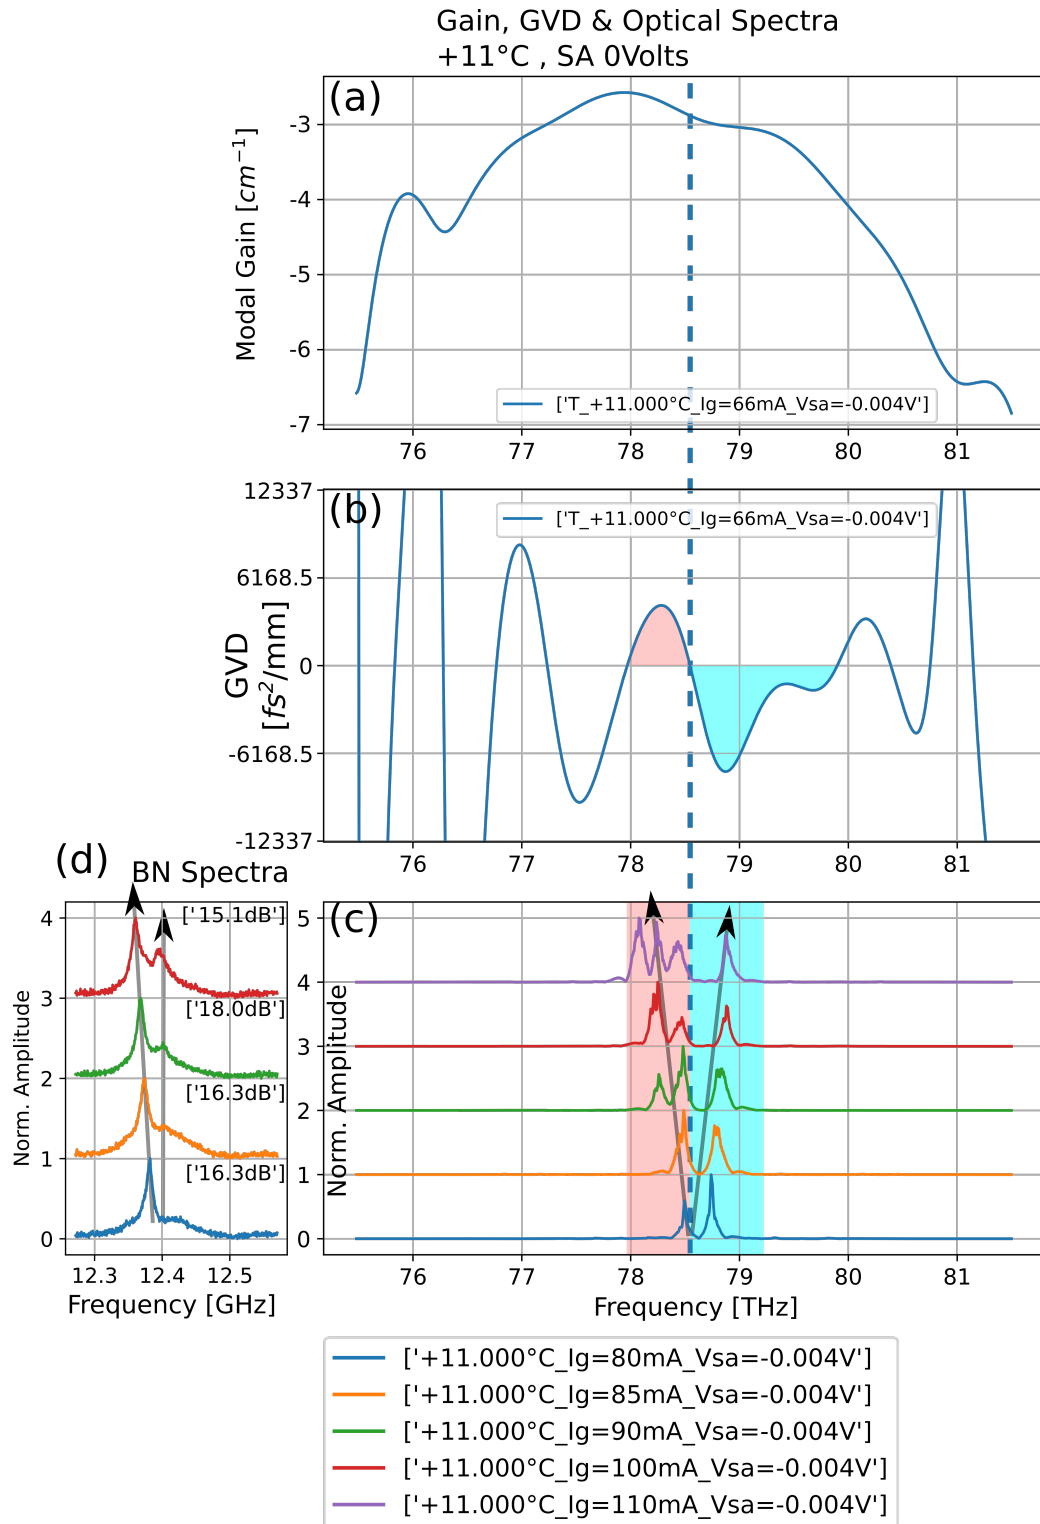 Gain, GVD & Optical Spectra
+11°C , SA 0Volts
(a)
Modal Gain [cm⁻¹]
-3
-4
-5
-6
-7
['T_+11.000°C_Ig=66mA_Vsa=-0.004V']
76 77 78 79 80 81
(b)
['T_+11.000°C_Ig=66mA_Vsa=-0.004V']
GVD
[fs²/mm]
12337
6168.5
0
-6168.5
-12337
76 77 78 79 80 81
(d)
BN Spectra
['15.1dB']
['18.0dB']
['16.3dB']
['16.3dB']
Norm. Amplitude
4
3
2
1
0
12.3 12.4 12.5
Frequency [GHz]
(c)
Norm. Amplitude
5
4
3
2
1
0
76 77 78 79 80 81
Frequency [THz]
['+11.000°C_Ig=80mA_Vsa=-0.004V']
['+11.000°C_Ig=85mA_Vsa=-0.004V']
['+11.000°C_Ig=90mA_Vsa=-0.004V']
['+11.000°C_Ig=100mA_Vsa=-0.004V']
['+11.000°C_Ig=110mA_Vsa=-0.004V']